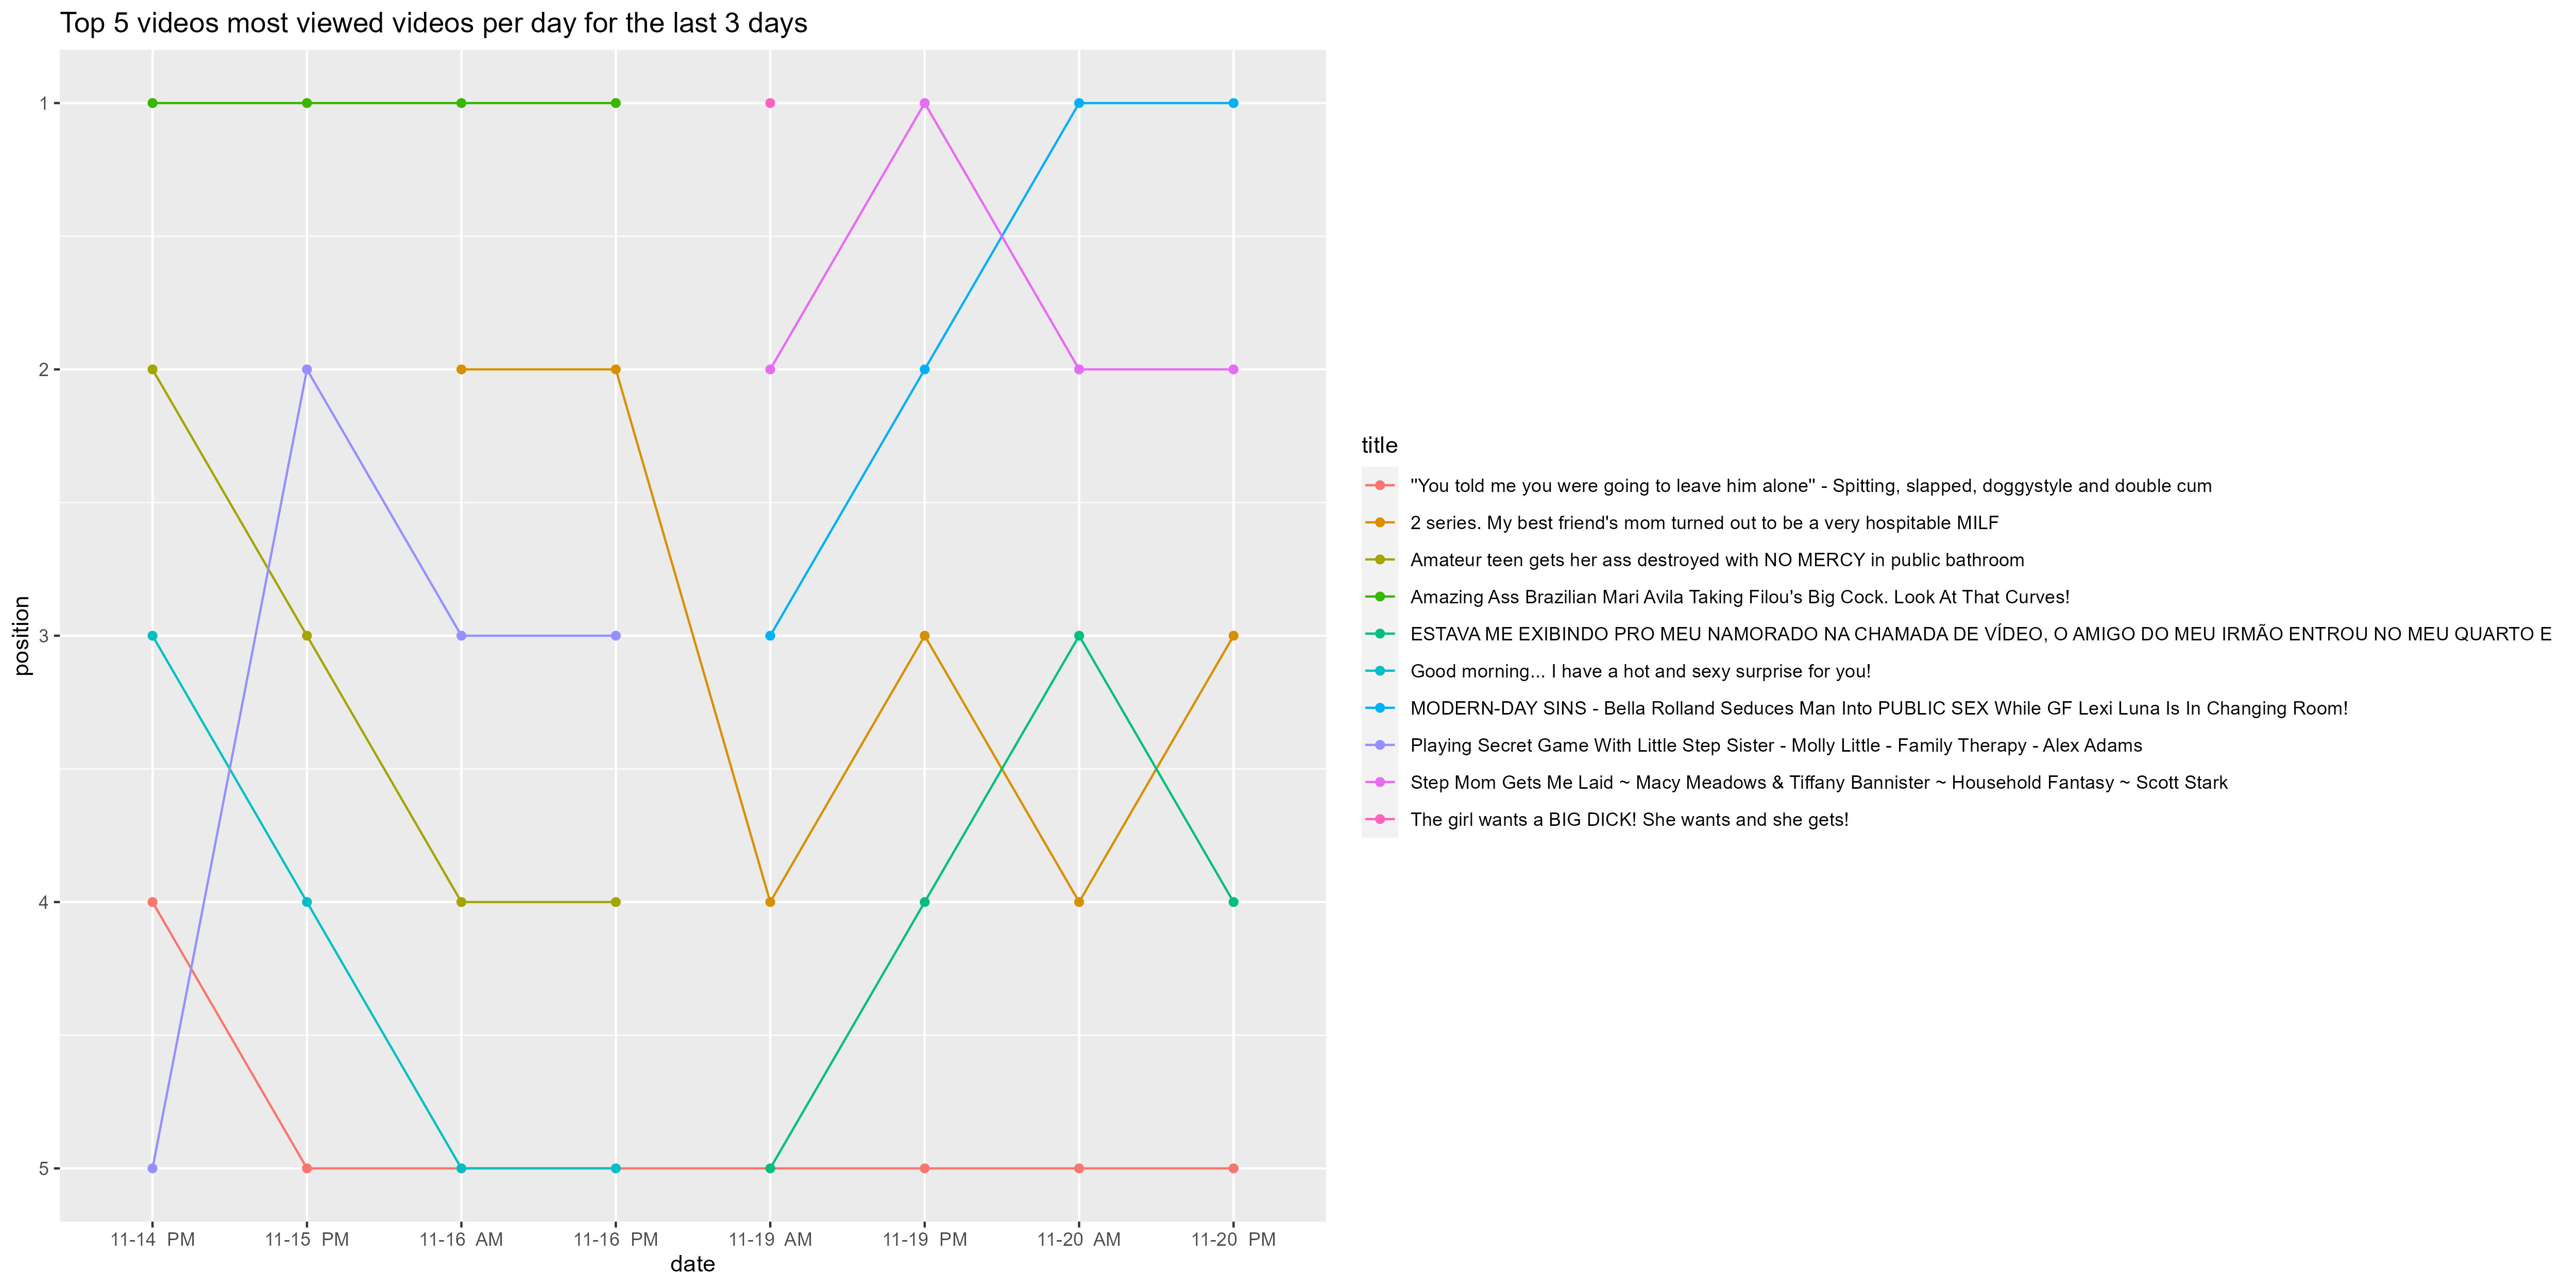 Top 5 videos most viewed videos per day for the last 3 days
position
1
2
3
4
5
11-14 PM 11-15 PM 11-16 AM 11-16 PM 11-19 AM 11-19 PM 11-20 AM 11-20 PM
date
title
"You told me you were going to leave him alone" - Spitting, slapped, doggystyle and double cum
2 series. My best friend's mom turned out to be a very hospitable MILF
Amateur teen gets her ass destroyed with NO MERCY in public bathroom
Amazing Ass Brazilian Mari Avila Taking Filou's Big Cock. Look At That Curves!
ESTAVA ME EXIBINDO PRO MEU NAMORADO NA CHAMADA DE VÍDEO, O AMIGO DO MEU IRMÃO ENTROU NO MEU QUARTO E
Good morning... I have a hot and sexy surprise for you!
MODERN-DAY SINS - Bella Rolland Seduces Man Into PUBLIC SEX While GF Lexi Luna Is In Changing Room!
Playing Secret Game With Little Step Sister - Molly Little - Family Therapy - Alex Adams
Step Mom Gets Me Laid ~ Macy Meadows & Tiffany Bannister ~ Household Fantasy ~ Scott Stark
The girl wants a BIG DICK! She wants and she gets!